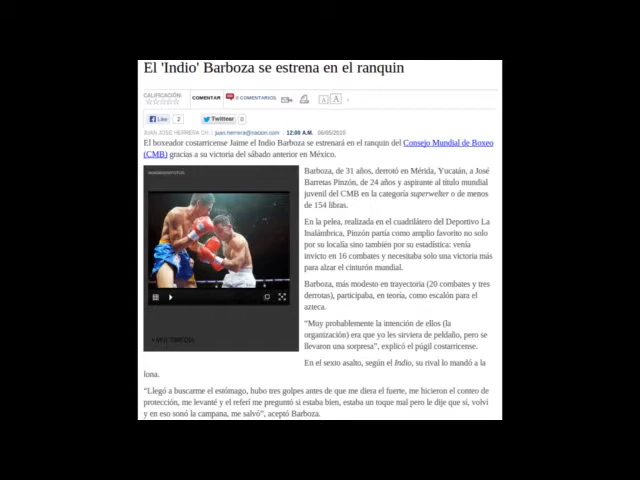 El 'Indio' Barboza se estrena en el ranquin
CALIFICACIÓN:
COMENTAR
0 COMENTARIOS
A A
Like 2
Twittear 0
JUAN JOSÉ HERRERA CH. | juan.herrera@nacion.com | 12:00 A.M. 06/05/2010
El boxeador costarricense Jaime el Indio Barboza se estrenará en el ranquin del Consejo Mundial de Boxeo
(CMB) gracias a su victoria del sábado anterior en México.
Barboza, de 31 años, derrotó en Mérida, Yucatán, a José
Barretas Pinzón, de 24 años y aspirante al título mundial
juvenil del CMB en la categoría superwelter o de menos
de 154 libras.
En la pelea, realizada en el cuadrilátero del Deportivo La
Inalámbrica, Pinzón partía como amplio favorito no solo
por su localía sino también por su estadística: venía
invicto en 16 combates y necesitaba solo una victoria más
para alzar el cinturón mundial.
Barboza, más modesto en trayectoria (20 combates y tres
derrotas), participaba, en teoría, como escalón para el
azteca.
"Muy probablemente la intención de ellos (la
organización) era que yo les sirviera de peldaño, pero se
llevaron una sorpresa", explicó el púgil costarricense.
En el sexto asalto, según el Indio, su rival lo mandó a la
lona.
"Llegó a buscarme el estómago, hubo tres golpes antes de que me diera el fuerte, me hicieron el conteo de
protección, me levanté y el referí me preguntó si estaba bien, estaba un toque mal pero le dije que sí, volví
y en eso sonó la campana, me salvó", aceptó Barboza.